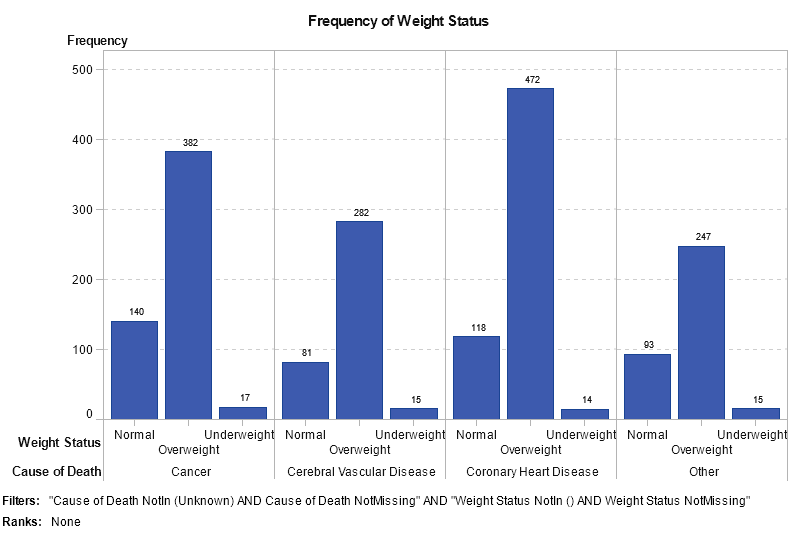 Frequency of Weight Status
Frequency
500
400
300
200
100
0
140
382
17
81
282
15
118
472
14
93
247
15
Weight Status
Normal
Overweight
Underweight
Normal
Overweight
Underweight
Normal
Overweight
Underweight
Normal
Overweight
Underweight
Cause of Death
Cancer
Cerebral Vascular Disease
Coronary Heart Disease
Other
Filters: "Cause of Death NotIn (Unknown) AND Cause of Death NotMissing" AND "Weight Status NotIn () AND Weight Status NotMissing"
Ranks: None